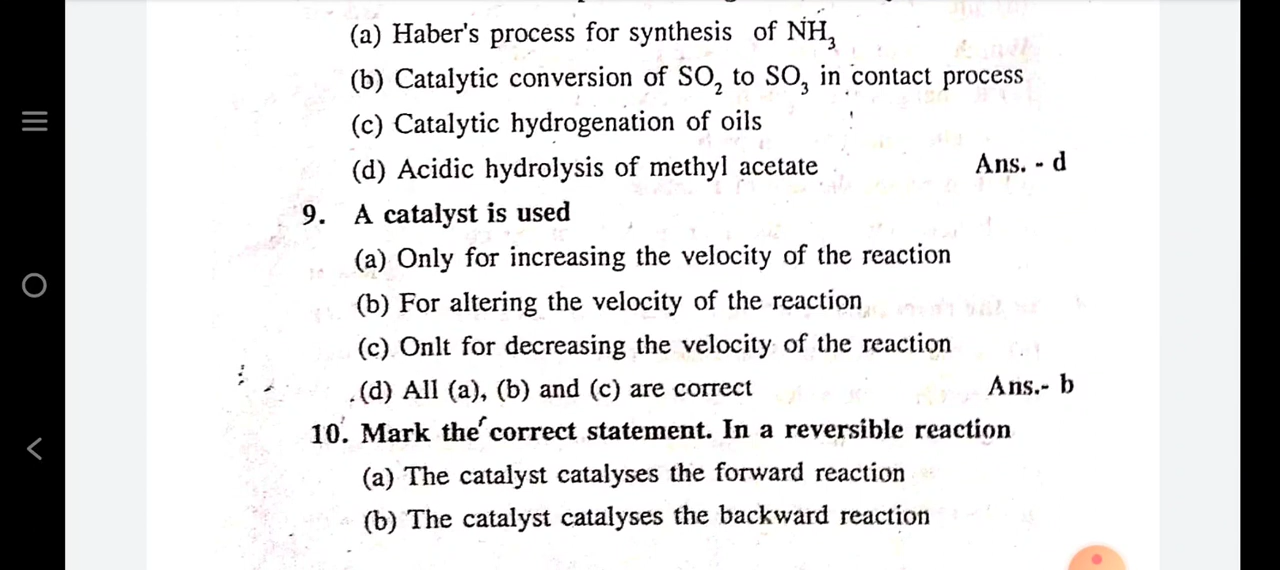 (a) Haber's process for synthesis of NH₃
(b) Catalytic conversion of SO₂ to SO₃ in contact process
(c) Catalytic hydrogenation of oils
(d) Acidic hydrolysis of methyl acetate Ans. - d
9. A catalyst is used
(a) Only for increasing the velocity of the reaction
(b) For altering the velocity of the reaction
(c) Onlt for decreasing the velocity of the reaction
(d) All (a), (b) and (c) are correct Ans.- b
10. Mark the correct statement. In a reversible reaction
(a) The catalyst catalyses the forward reaction
(b) The catalyst catalyses the backward reaction